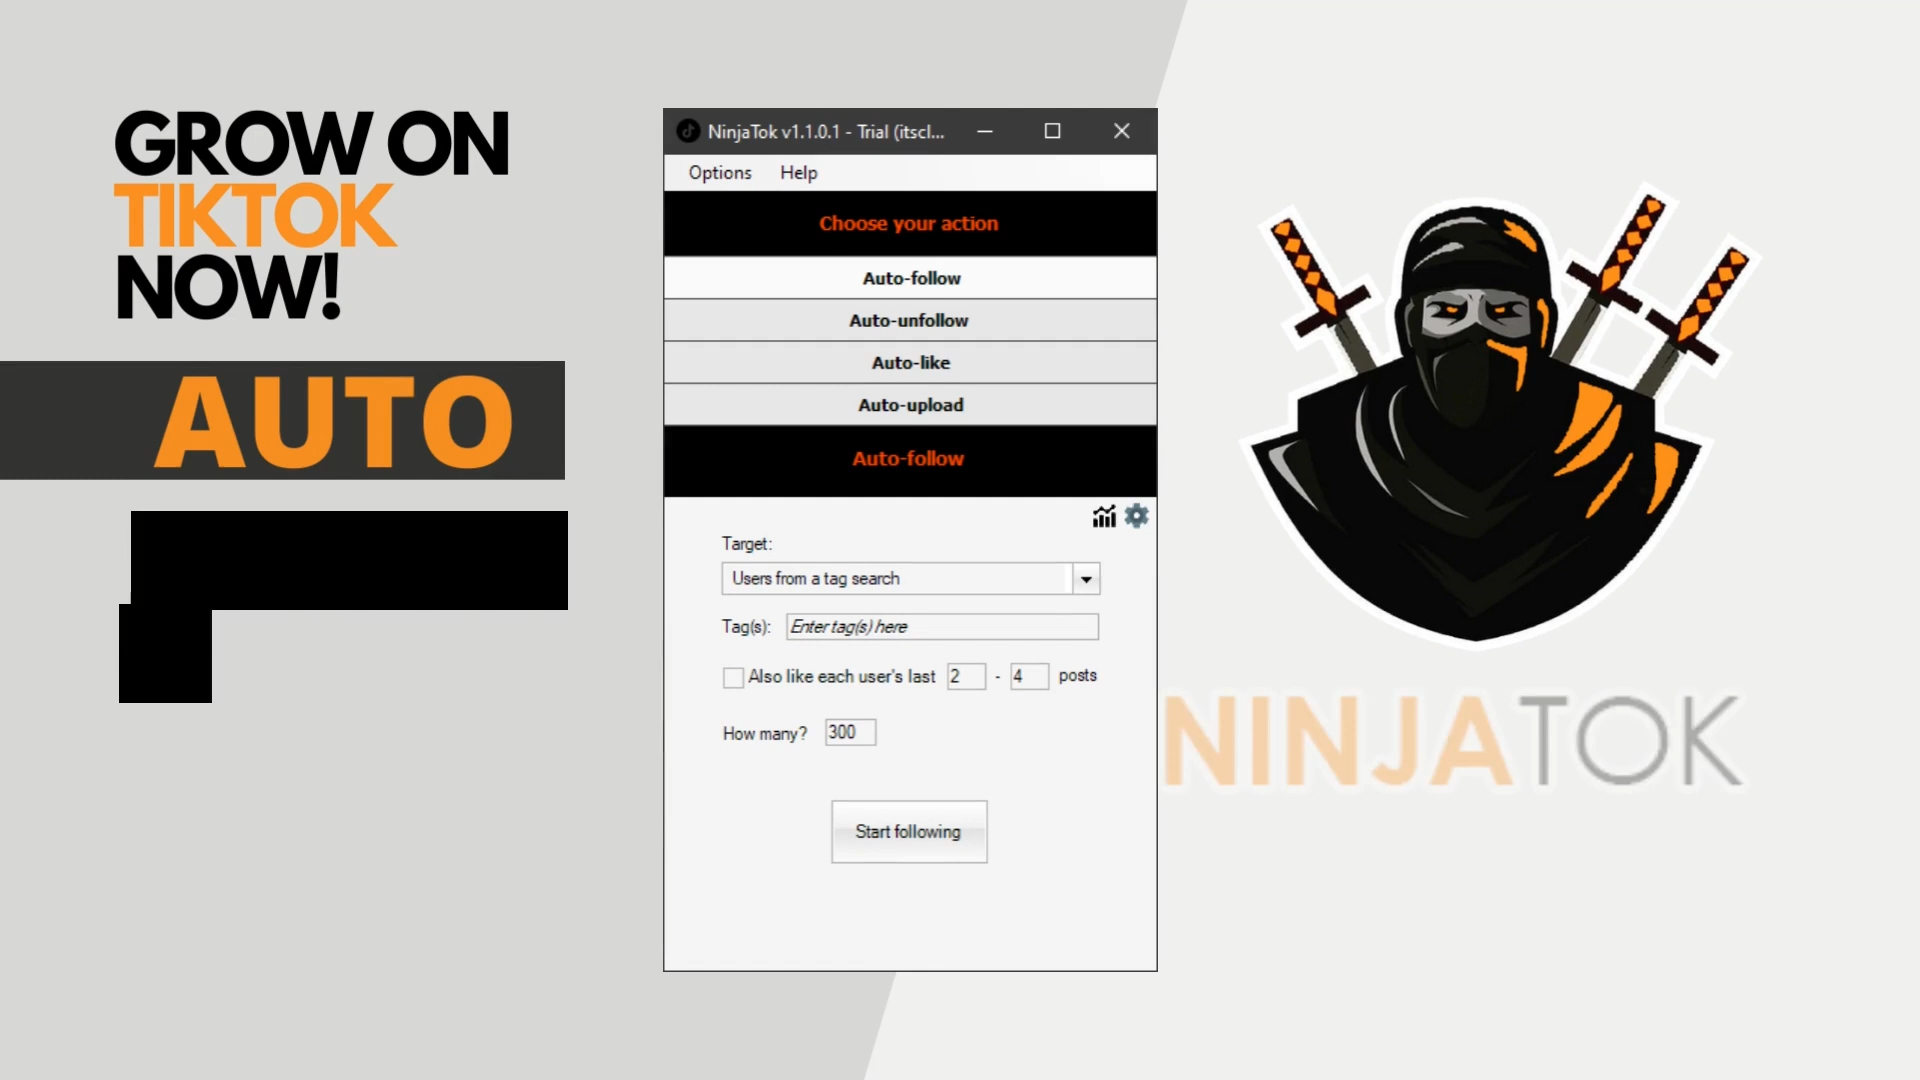 GROW ON
TIKTOK
NOW!
AUTO
NinjaTok v1.1.0.1 - Trial (itscl...
Options Help
Choose your action
Auto-follow
Auto-unfollow
Auto-like
Auto-upload
Auto-follow
Target:
Users from a tag search
Tag(s): Enter tag(s) here
Also like each user's last 2 - 4 posts
How many? 300
Start following
NINJATOK